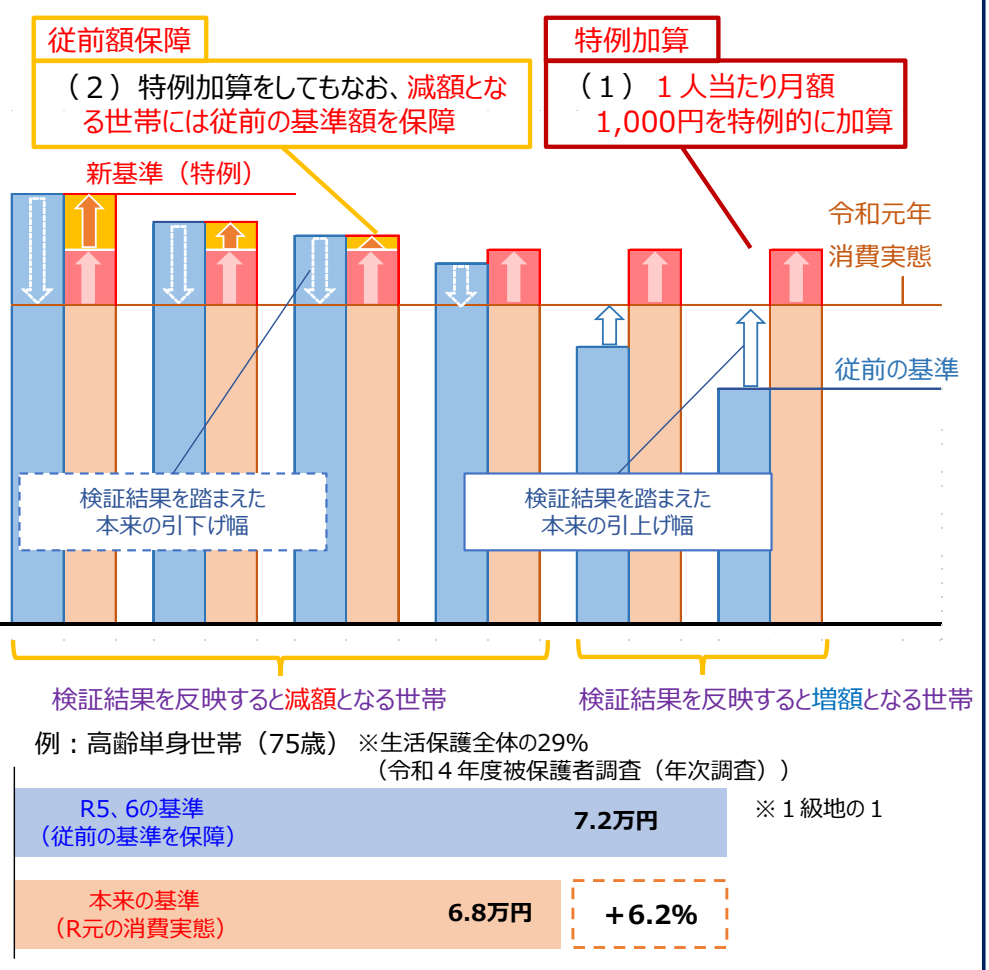 従前額保障
（２）特例加算をしてもなお、減額とな
る世帯には従前の基準額を保障
特例加算
（１）１人当たり月額
1,000円を特例的に加算
新基準（特例）
令和元年
消費実態
従前の基準
検証結果を踏まえた
本来の引下げ幅
検証結果を踏まえた
本来の引上げ幅
検証結果を反映すると減額となる世帯
検証結果を反映すると増額となる世帯
例：高齢単身世帯（75歳）　※生活保護全体の29%
（令和４年度被保護者調査（年次調査））
R5、6の基準
（従前の基準を保障）
7.2万円
※１級地の１
本来の基準
（R元の消費実態）
6.8万円
＋6.2%